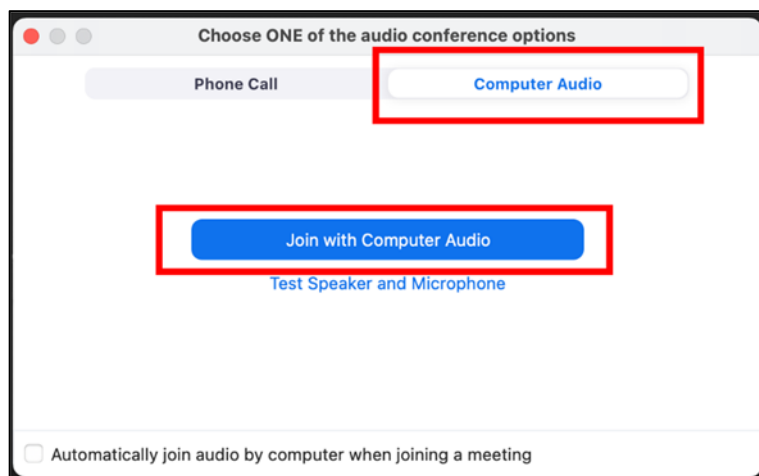 Choose ONE of the audio conference options
Phone Call
Computer Audio
Join with Computer Audio
Test Speaker and Microphone
Automatically join audio by computer when joining a meeting